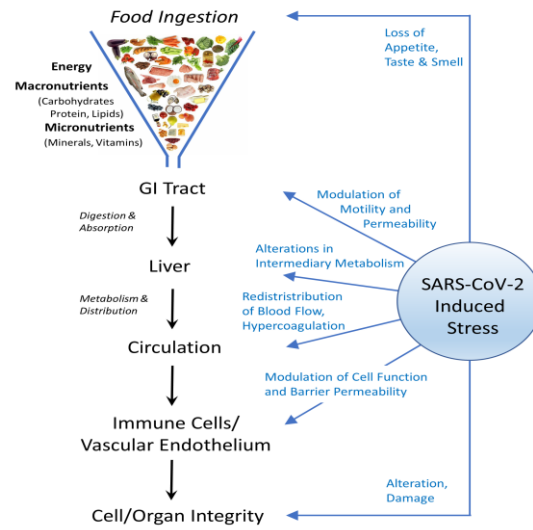 Food Ingestion
Energy
Macronutrients
(Carbohydrates
Protein, Lipids)
Micronutrients
(Minerals, Vitamins)
Loss of
Appetite,
Taste & Smell
GI Tract
Modulation of
Motility and
Permeability
Digestion &
Absorption
Alterations in
Intermediary Metabolism
Liver
SARS-CoV-2
Induced
Stress
Metabolism &
Distribution
Redistristribution
of Blood Flow,
Hypercoagulation
Circulation
Modulation of Cell Function
and Barrier Permeability
Immune Cells/
Vascular Endothelium
Alteration,
Damage
Cell/Organ Integrity